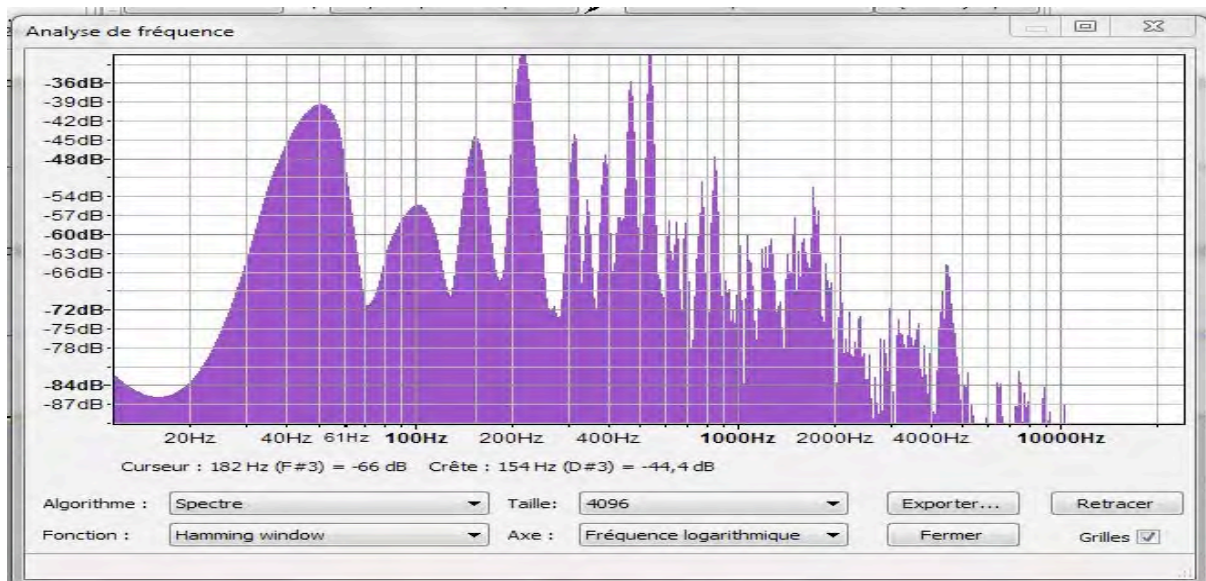 Analyse de fréquence
-36dB
-39dB
-42dB
-45dB
-48dB
-54dB
-57dB
-60dB
-63dB
-66dB
-72dB
-75dB
-78dB
-84dB
-87dB
20Hz 40Hz 61Hz 100Hz 200Hz 400Hz 1000Hz 2000Hz 4000Hz 10000Hz
Curseur : 182 Hz (F#3) = -66 dB Crête : 154 Hz (D#3) = -44,4 dB
Algorithme : Spectre Taille: 4096 Exporter... Retracer
Fonction : Hamming window Axe : Fréquence logarithmique Fermer Grilles